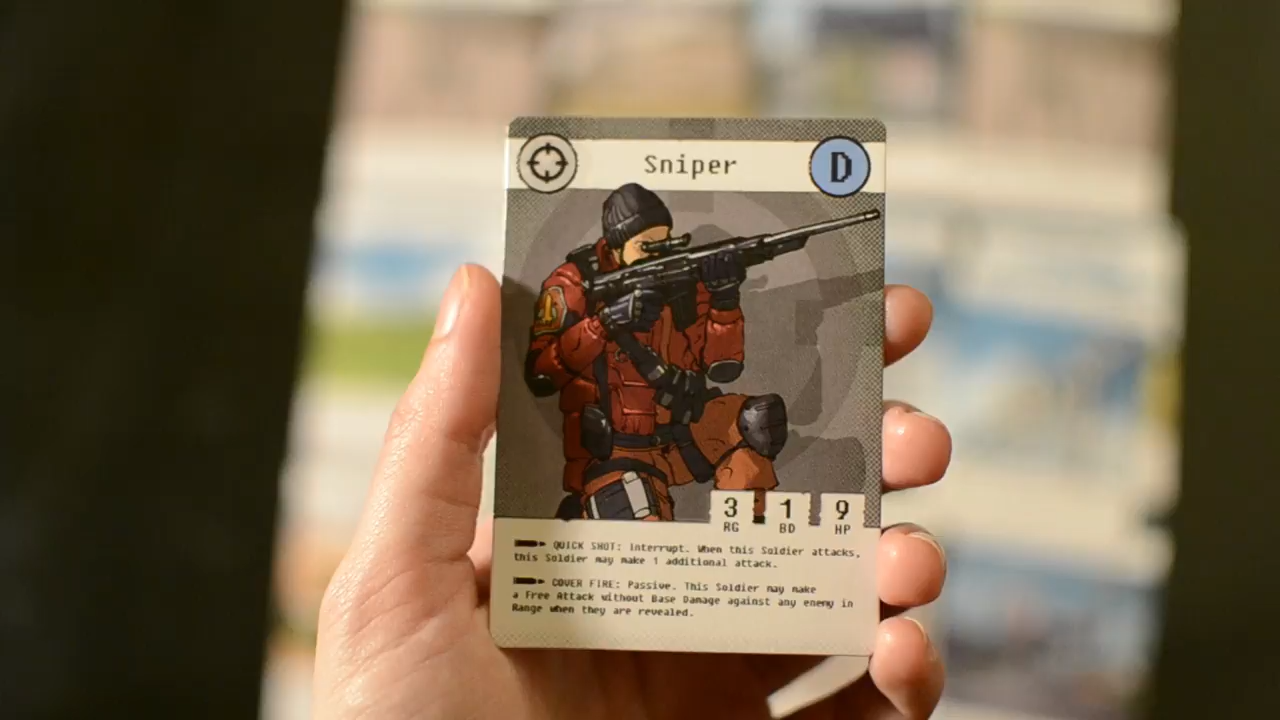 Sniper
D
3 1 9
RG BD HP
QUICK SHOT: Interrupt. When this Soldier attacks,
this Soldier may make 1 additional attack.
COVER FIRE: Passive. This Soldier may make
a Free Attack without Base Damage against any enemy in
Range when they are revealed.